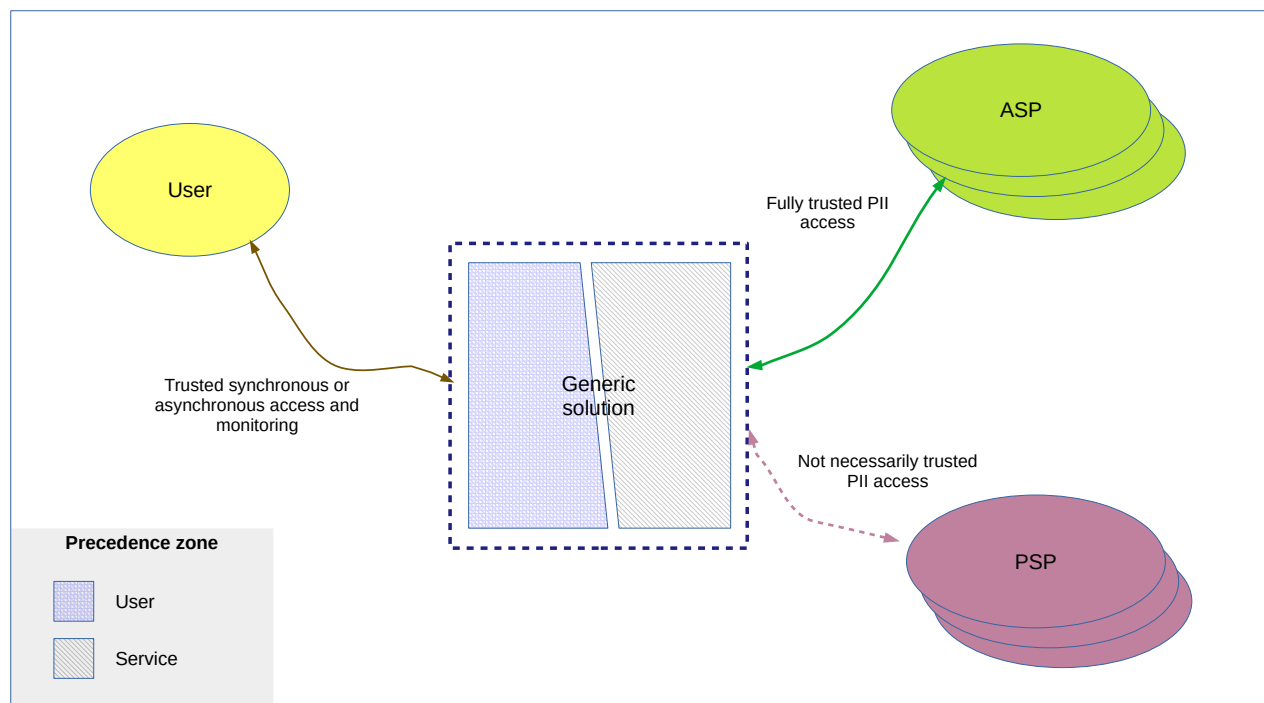 ASP
User
Fully trusted PII
access
Trusted synchronous or
asynchronous access and
monitoring
Generic
solution
Not necessarily trusted
PII access
PSP
Precedence zone
User
Service